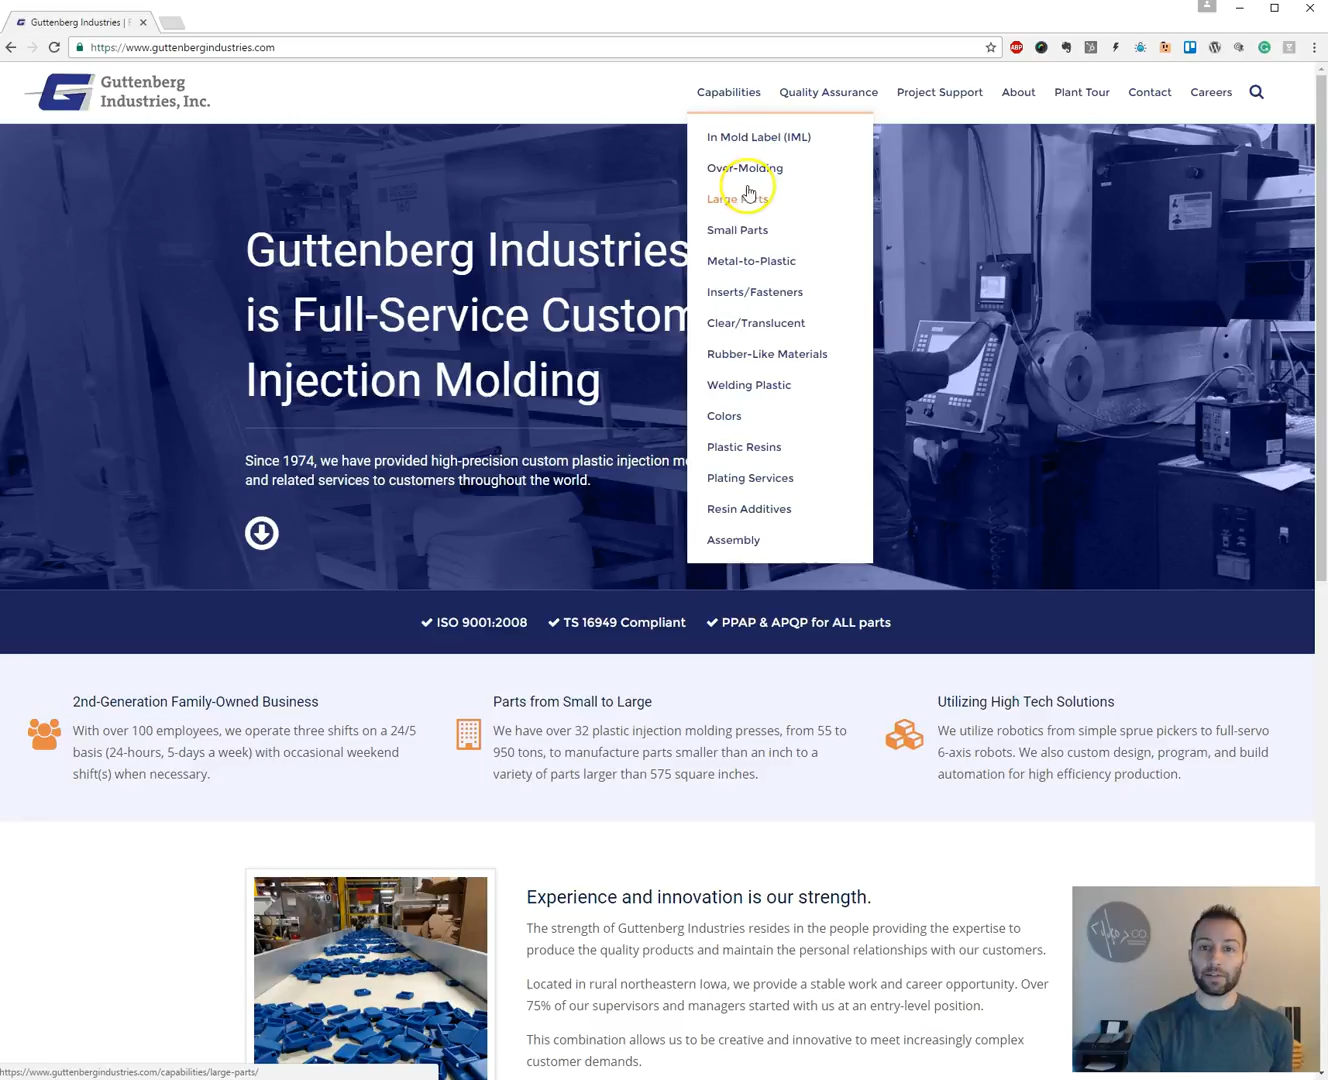 Guttenberg Industries | F
https://www.guttenbergindustries.com
ABP
Guttenberg
Industries, Inc.
Capabilities
Quality Assurance
Project Support
About
Plant Tour
Contact
Careers
In Mold Label (IML)
Over-Molding
Large Parts
Small Parts
Metal-to-Plastic
Inserts/Fasteners
Clear/Translucent
Rubber-Like Materials
Welding Plastic
Colors
Plastic Resins
Plating Services
Resin Additives
Assembly
Guttenberg Industries
is Full-Service Custom
Injection Molding
Since 1974, we have provided high-precision custom plastic injection m
and related services to customers throughout the world.
ISO 9001:2008
TS 16949 Compliant
PPAP & APQP for ALL parts
2nd-Generation Family-Owned Business
With over 100 employees, we operate three shifts on a 24/5
basis (24-hours, 5-days a week) with occasional weekend
shift(s) when necessary.
Parts from Small to Large
We have over 32 plastic injection molding presses, from 55 to
950 tons, to manufacture parts smaller than an inch to a
variety of parts larger than 575 square inches.
Utilizing High Tech Solutions
We utilize robotics from simple sprue pickers to full-servo
6-axis robots. We also custom design, program, and build
automation for high efficiency production.
Experience and innovation is our strength.
The strength of Guttenberg Industries resides in the people providing the expertise to
produce the quality products and maintain the personal relationships with our customers.
Located in rural northeastern Iowa, we provide a stable work and career opportunity. Over
75% of our supervisors and managers started with us at an entry-level position.
This combination allows us to be creative and innovative to meet increasingly complex
customer demands.
https://www.guttenbergindustries.com/capabilities/large-parts/